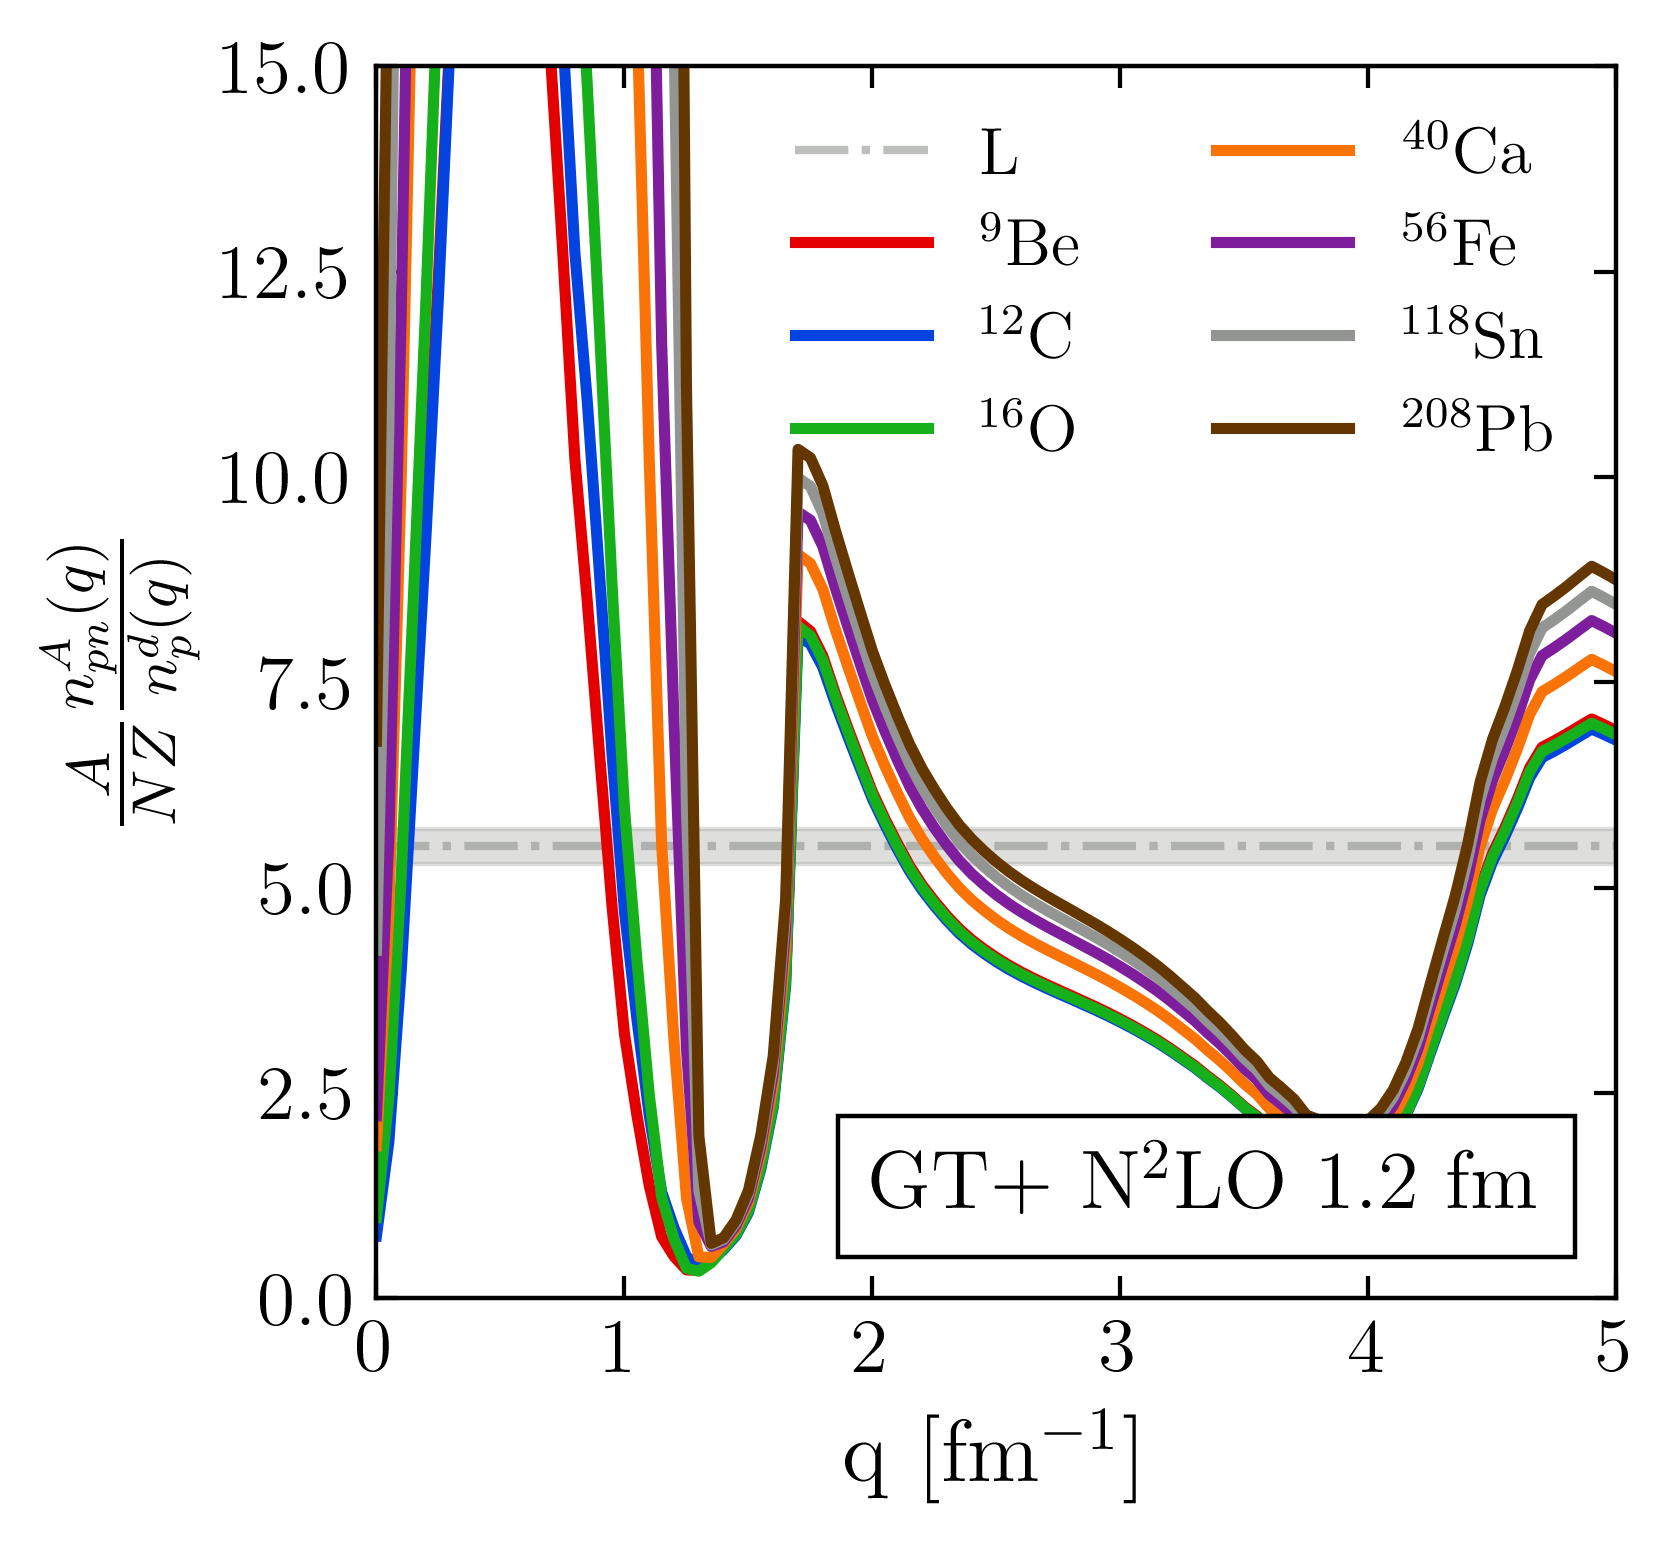 15.0
12.5
10.0
7.5
5.0
2.5
0.0
A/NZ n^A_pn(q)/n^d_p(q)
L
⁹Be
¹²C
¹⁶O
⁴⁰Ca
⁵⁶Fe
¹¹⁸Sn
²⁰⁸Pb
GT+ N²LO 1.2 fm
0 1 2 3 4 5
q [fm⁻¹]